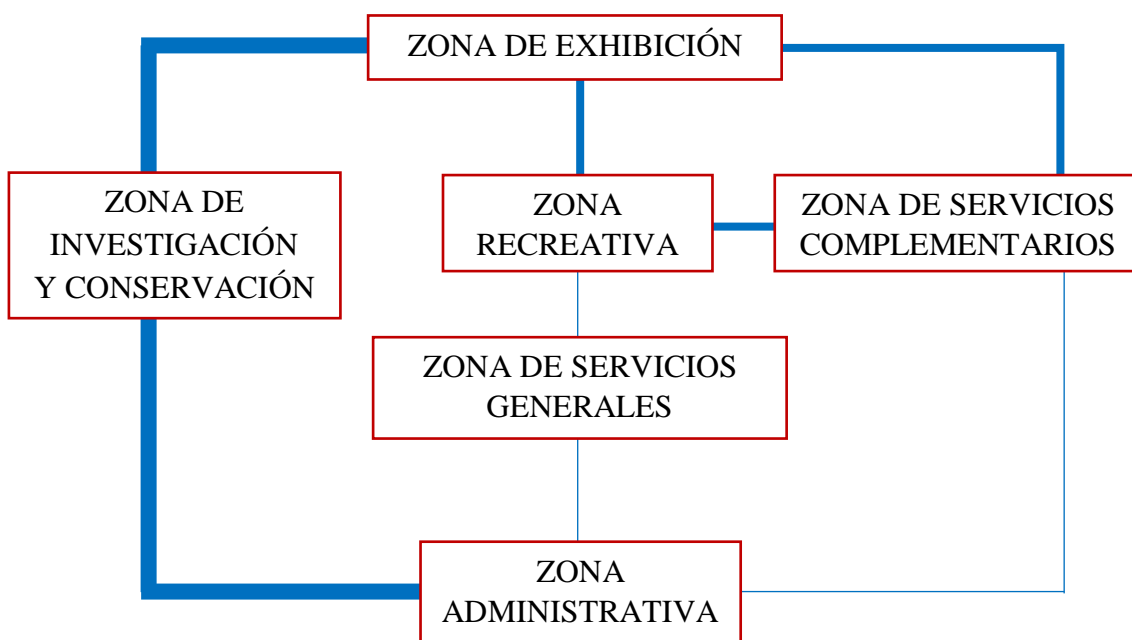 ZONA DE EXHIBICIÓN
ZONA DE
INVESTIGACIÓN
Y CONSERVACIÓN
ZONA
RECREATIVA
ZONA DE SERVICIOS
COMPLEMENTARIOS
ZONA DE SERVICIOS
GENERALES
ZONA
ADMINISTRATIVA